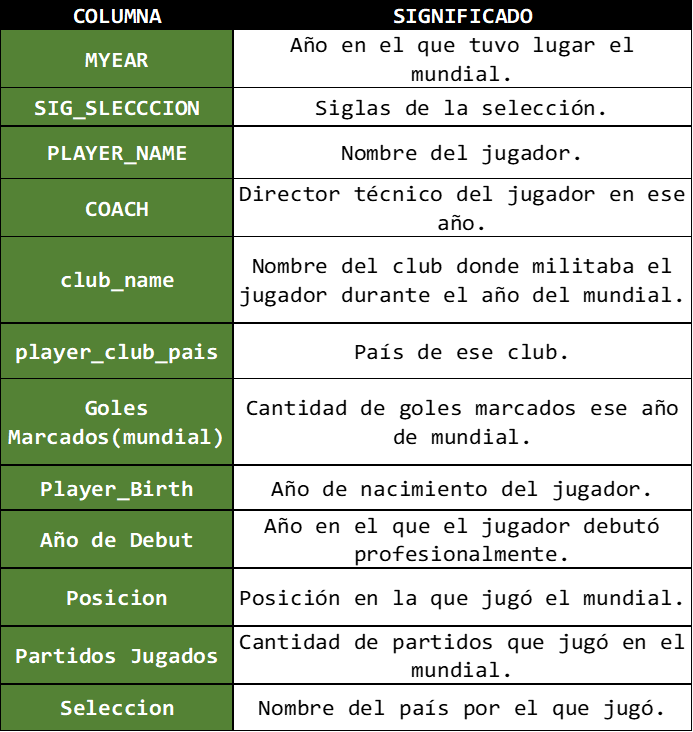 COLUMNA SIGNIFICADO
MYEAR
Año en el que tuvo lugar el
mundial.
SIG_SLECCCION
Siglas de la selección.
PLAYER_NAME
Nombre del jugador.
COACH
Director técnico del jugador en ese
año.
club_name
Nombre del club donde militaba el
jugador durante el año del mundial.
player_club_pais
País de ese club.
Goles
Marcados(mundial)
Cantidad de goles marcados ese año
de mundial.
Player_Birth
Año de nacimiento del jugador.
Año de Debut
Año en el que el jugador debutó
profesionalmente.
Posicion
Posición en la que jugó el mundial.
Partidos Jugados
Cantidad de partidos que jugó en el
mundial.
Seleccion
Nombre del país por el que jugó.